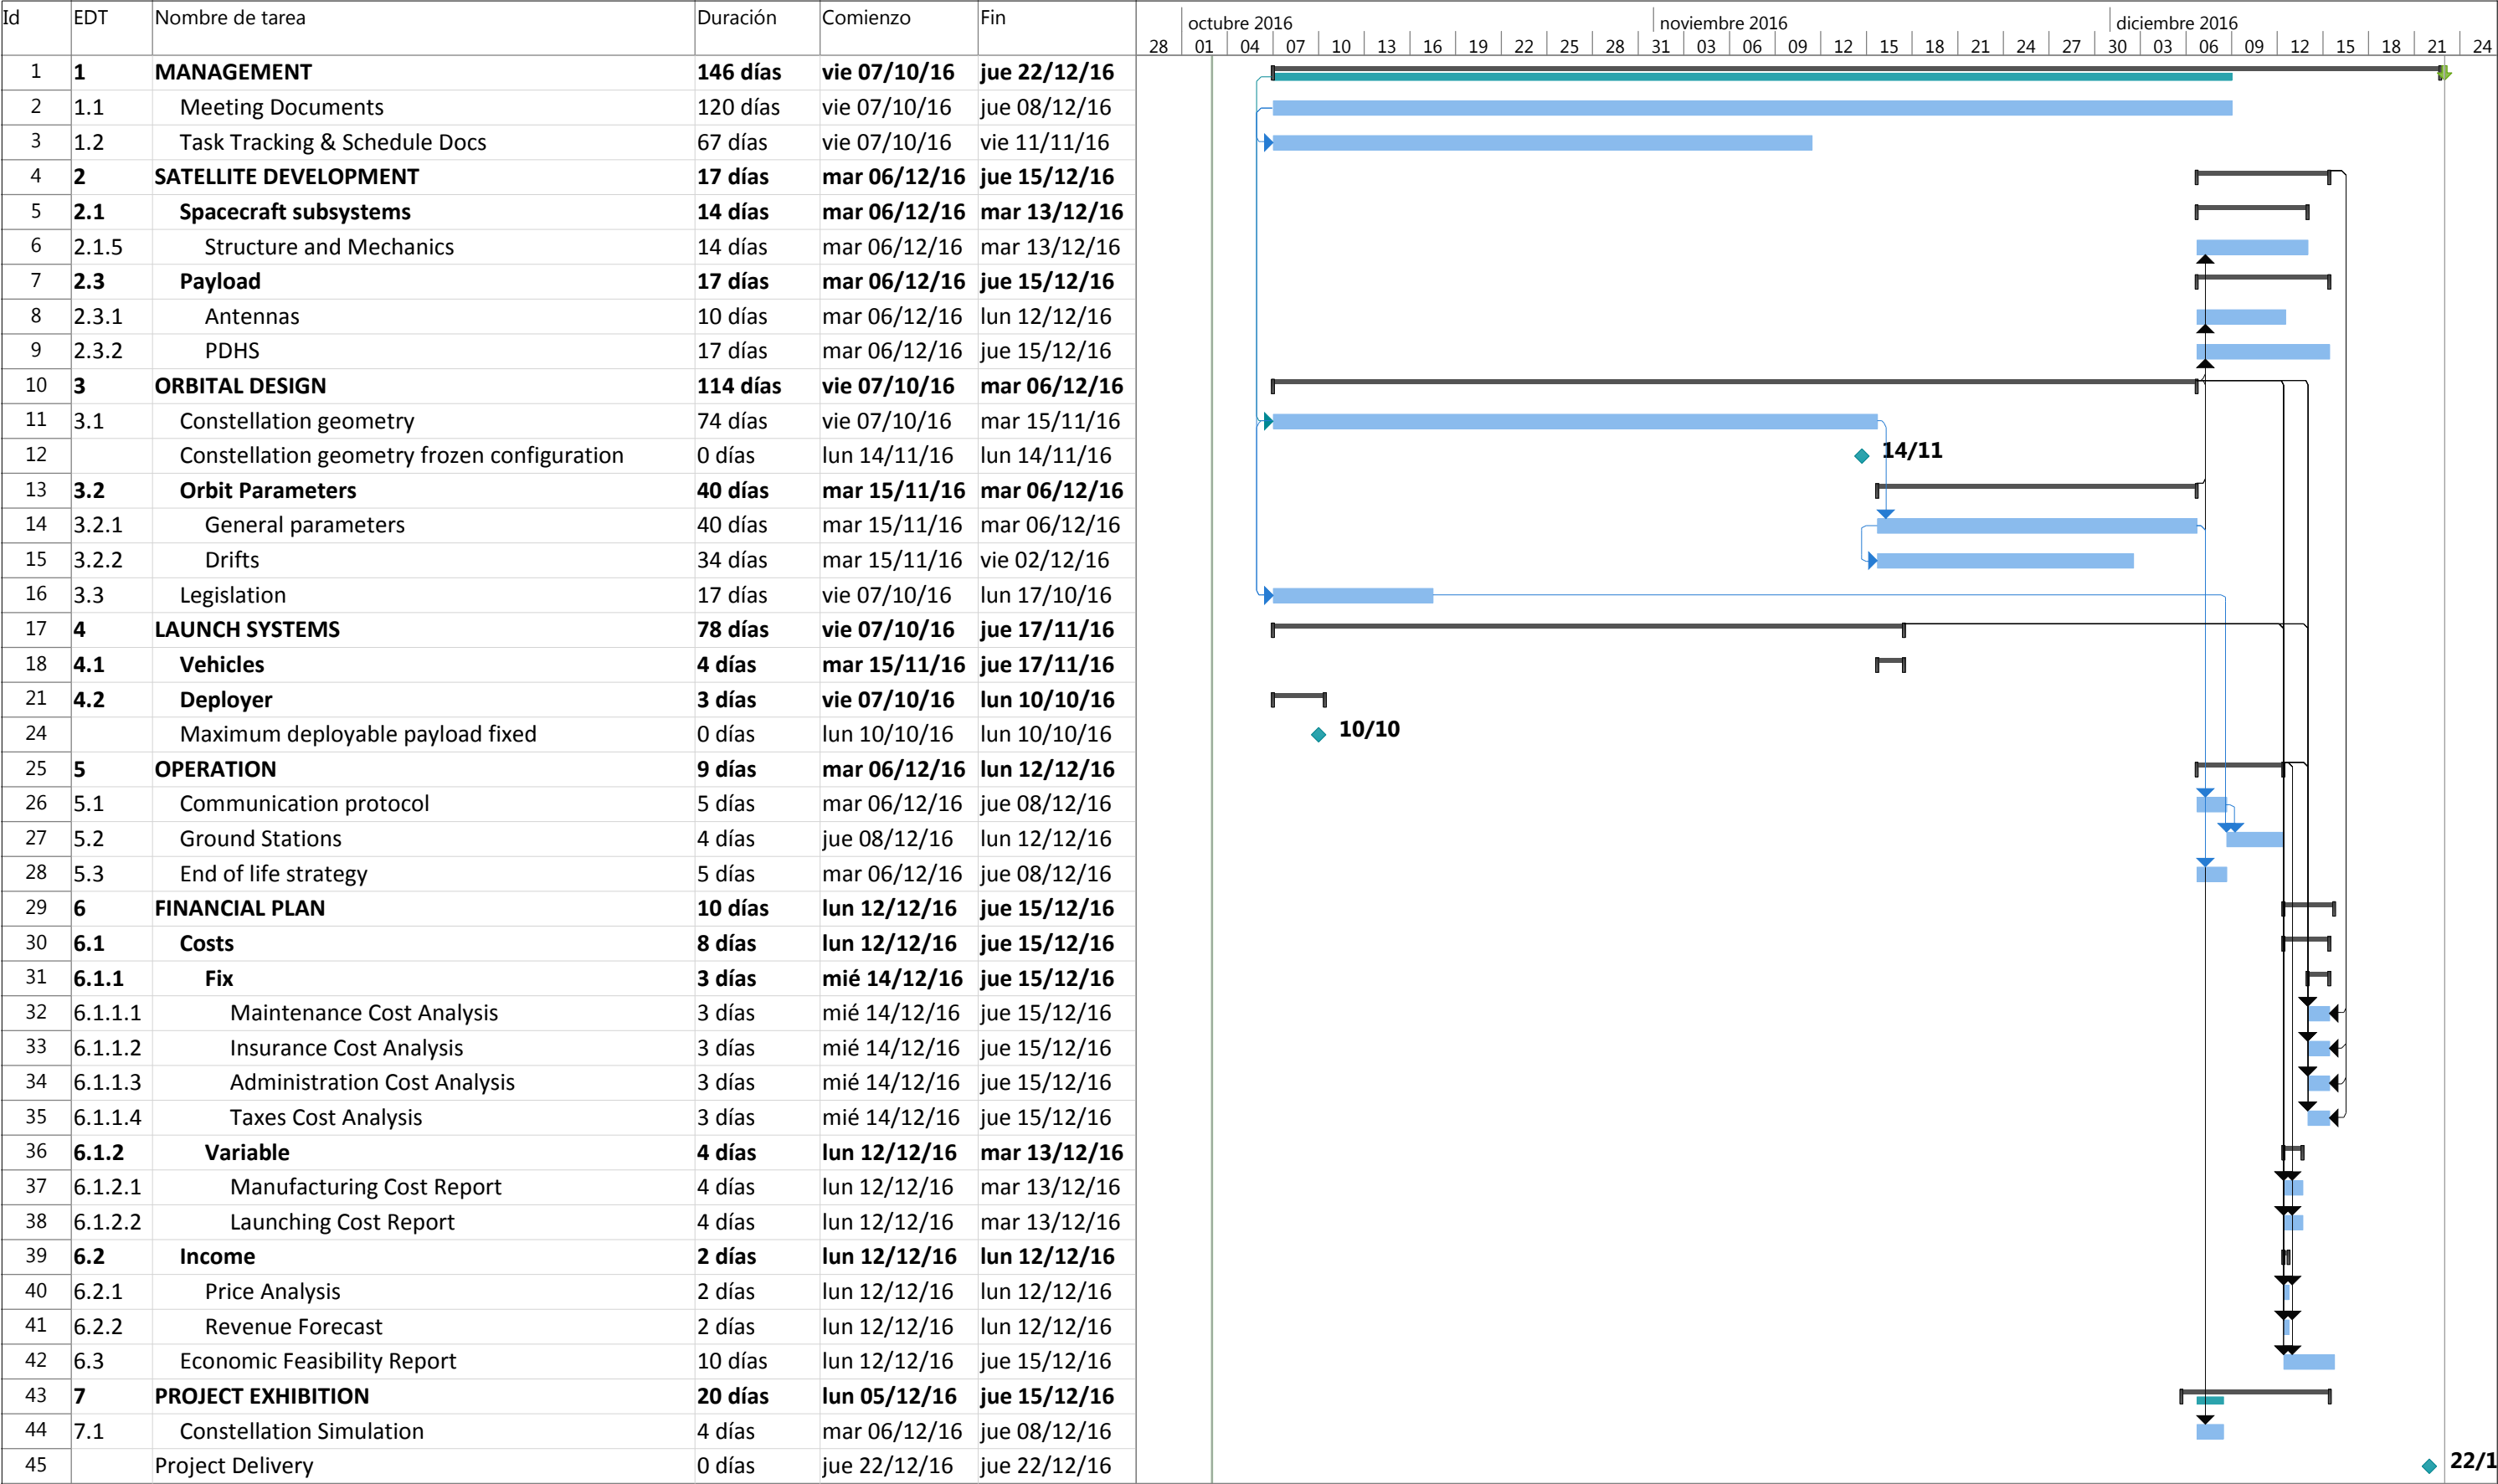 Id EDT Nombre de tarea Duración Comienzo Fin octubre 2016 noviembre 2016 diciembre 2016
28 01 04 07 10 13 16 19 22 25 28 31 03 06 09 12 15 18 21 24 27 30 03 06 09 12 15 18 21 24
1 1 MANAGEMENT 146 días vie 07/10/16 jue 22/12/16
2 1.1 Meeting Documents 120 días vie 07/10/16 jue 08/12/16
3 1.2 Task Tracking & Schedule Docs 67 días vie 07/10/16 vie 11/11/16
4 2 SATELLITE DEVELOPMENT 17 días mar 06/12/16 jue 15/12/16
5 2.1 Spacecraft subsystems 14 días mar 06/12/16 mar 13/12/16
6 2.1.5 Structure and Mechanics 14 días mar 06/12/16 mar 13/12/16
7 2.3 Payload 17 días mar 06/12/16 jue 15/12/16
8 2.3.1 Antennas 10 días mar 06/12/16 lun 12/12/16
9 2.3.2 PDHS 17 días mar 06/12/16 jue 15/12/16
10 3 ORBITAL DESIGN 114 días vie 07/10/16 mar 06/12/16
11 3.1 Constellation geometry 74 días vie 07/10/16 mar 15/11/16
12 Constellation geometry frozen configuration 0 días lun 14/11/16 lun 14/11/16 14/11
13 3.2 Orbit Parameters 40 días mar 15/11/16 mar 06/12/16
14 3.2.1 General parameters 40 días mar 15/11/16 mar 06/12/16
15 3.2.2 Drifts 34 días mar 15/11/16 vie 02/12/16
16 3.3 Legislation 17 días vie 07/10/16 lun 17/10/16
17 4 LAUNCH SYSTEMS 78 días vie 07/10/16 jue 17/11/16
18 4.1 Vehicles 4 días mar 15/11/16 jue 17/11/16
21 4.2 Deployer 3 días vie 07/10/16 lun 10/10/16
24 Maximum deployable payload fixed 0 días lun 10/10/16 lun 10/10/16 10/10
25 5 OPERATION 9 días mar 06/12/16 lun 12/12/16
26 5.1 Communication protocol 5 días mar 06/12/16 jue 08/12/16
27 5.2 Ground Stations 4 días jue 08/12/16 lun 12/12/16
28 5.3 End of life strategy 5 días mar 06/12/16 jue 08/12/16
29 6 FINANCIAL PLAN 10 días lun 12/12/16 jue 15/12/16
30 6.1 Costs 8 días lun 12/12/16 jue 15/12/16
31 6.1.1 Fix 3 días mié 14/12/16 jue 15/12/16
32 6.1.1.1 Maintenance Cost Analysis 3 días mié 14/12/16 jue 15/12/16
33 6.1.1.2 Insurance Cost Analysis 3 días mié 14/12/16 jue 15/12/16
34 6.1.1.3 Administration Cost Analysis 3 días mié 14/12/16 jue 15/12/16
35 6.1.1.4 Taxes Cost Analysis 3 días mié 14/12/16 jue 15/12/16
36 6.1.2 Variable 4 días lun 12/12/16 mar 13/12/16
37 6.1.2.1 Manufacturing Cost Report 4 días lun 12/12/16 mar 13/12/16
38 6.1.2.2 Launching Cost Report 4 días lun 12/12/16 mar 13/12/16
39 6.2 Income 2 días lun 12/12/16 lun 12/12/16
40 6.2.1 Price Analysis 2 días lun 12/12/16 lun 12/12/16
41 6.2.2 Revenue Forecast 2 días lun 12/12/16 lun 12/12/16
42 6.3 Economic Feasibility Report 10 días lun 12/12/16 jue 15/12/16
43 7 PROJECT EXHIBITION 20 días lun 05/12/16 jue 15/12/16
44 7.1 Constellation Simulation 4 días mar 06/12/16 jue 08/12/16
45 Project Delivery 0 días jue 22/12/16 jue 22/12/16 22/1